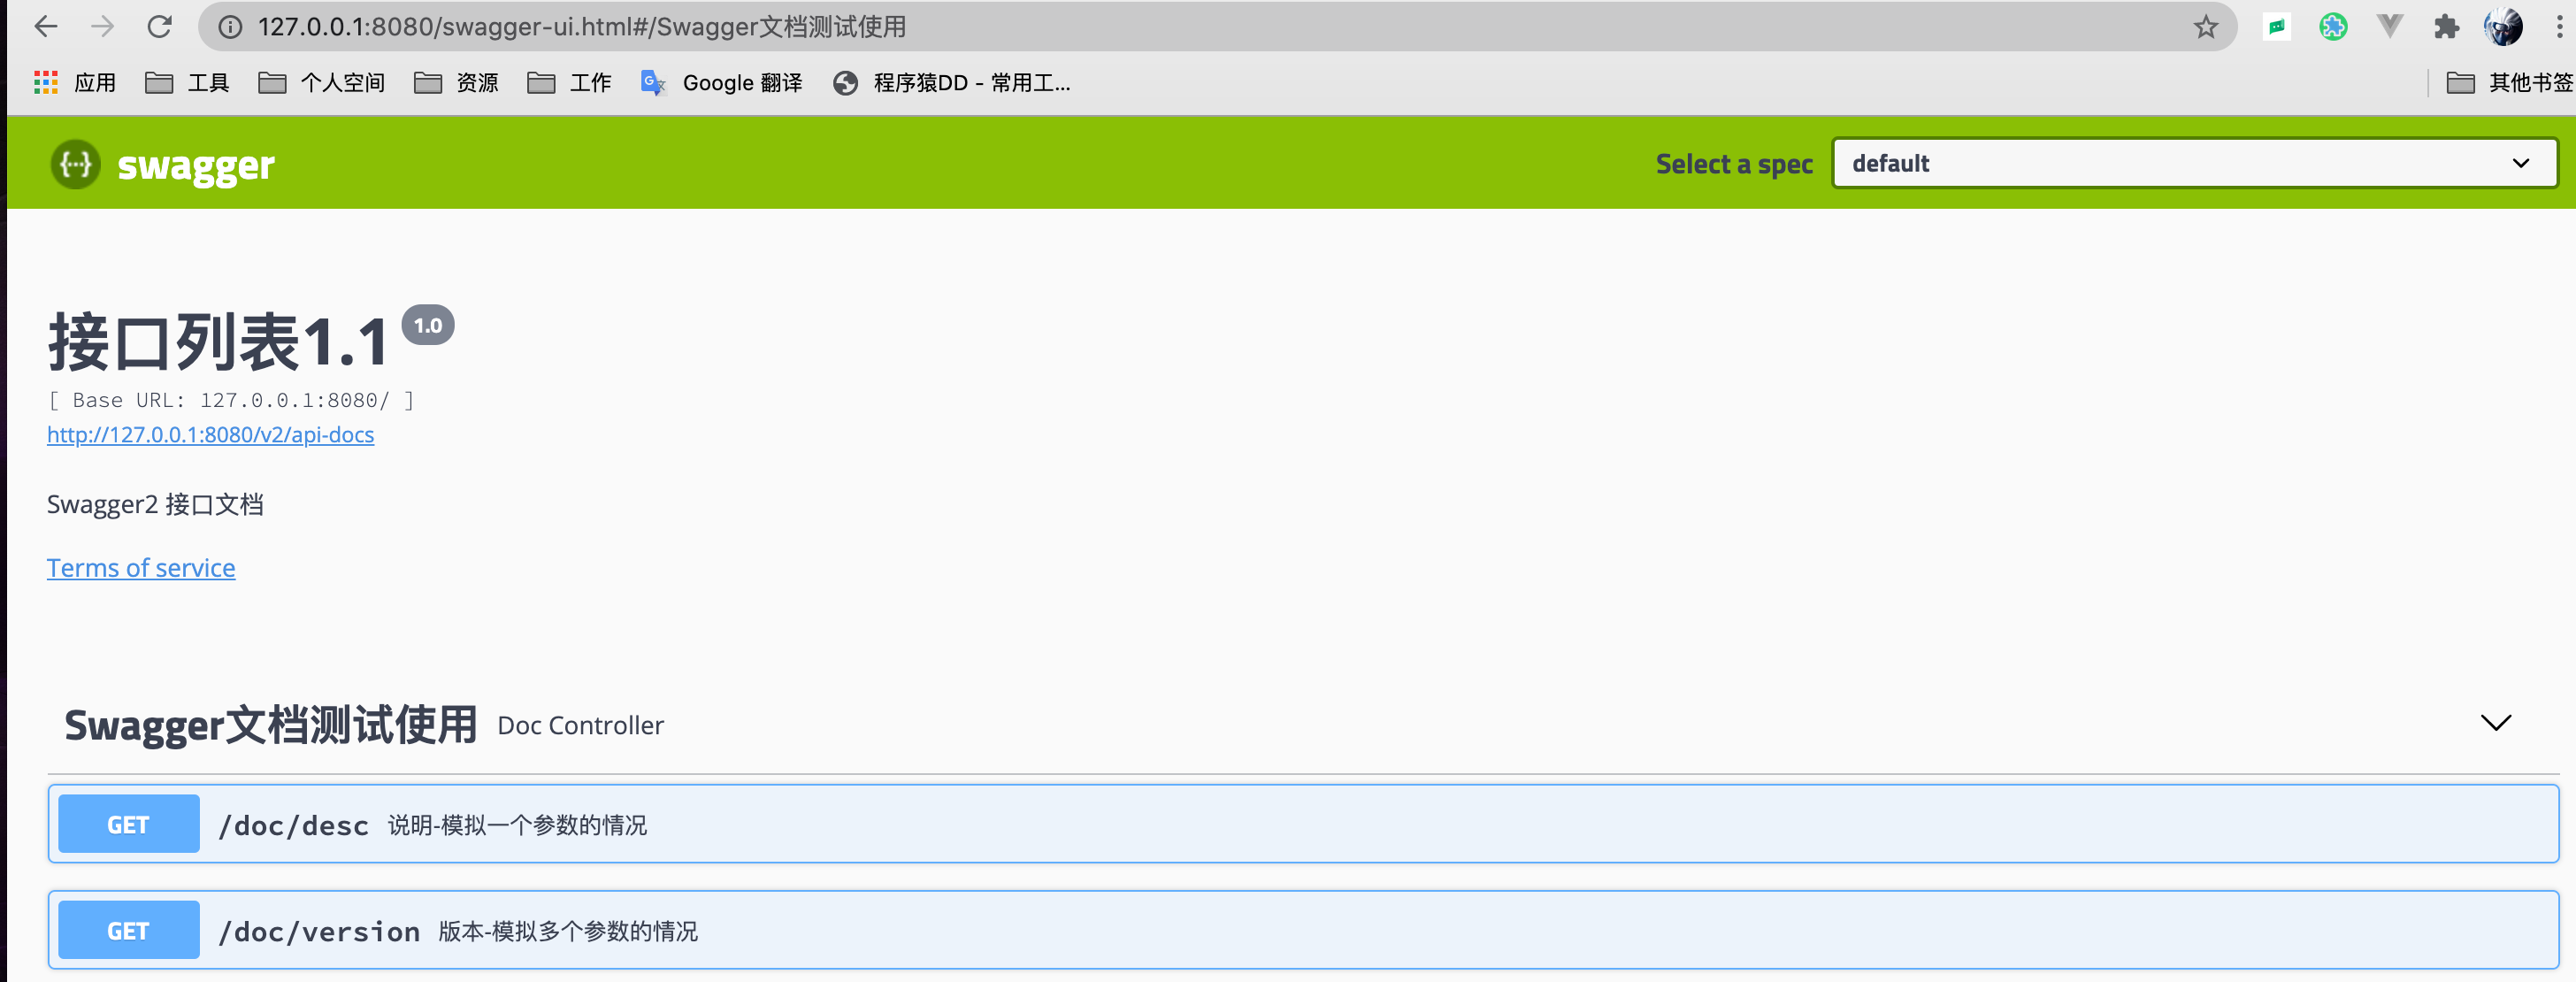 127.0.0.1:8080/swagger-ui.html#/Swagger文档测试使用
应用 工具 个人空间 资源 工作 Google 翻译 程序猿DD - 常用工... 其他书签
{...} swagger Select a spec default
接口列表1.1 1.0
[ Base URL: 127.0.0.1:8080/ ]
http://127.0.0.1:8080/v2/api-docs
Swagger2 接口文档
Terms of service
Swagger文档测试使用 Doc Controller
GET /doc/desc 说明-模拟一个参数的情况
GET /doc/version 版本-模拟多个参数的情况